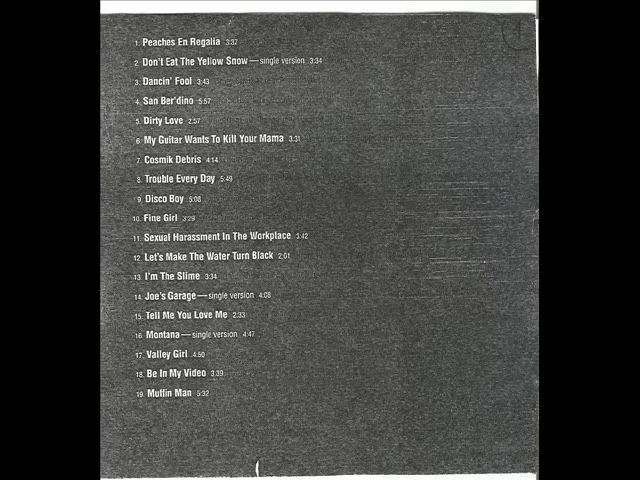 1. Peaches En Regalia 3:37
2. Don't Eat The Yellow Snow—single version 3:34
3. Dancin' Fool 3:43
4. San Ber'dino 5:57
5. Dirty Love 2:57
6. My Guitar Wants To Kill Your Mama 3:31
7. Cosmik Debris 4:14
8. Trouble Every Day 5:49
9. Disco Boy 5:08
10. Fine Girl 3:29
11. Sexual Harassment In The Workplace 3:42
12. Let's Make The Water Turn Black 2:01
13. I'm The Slime 3:34
14. Joe's Garage—single version 4:08
15. Tell Me You Love Me 2:33
16. Montana—single version 4:47
17. Valley Girl 4:50
18. Be In My Video 3:39
19. Muffin Man 5:32